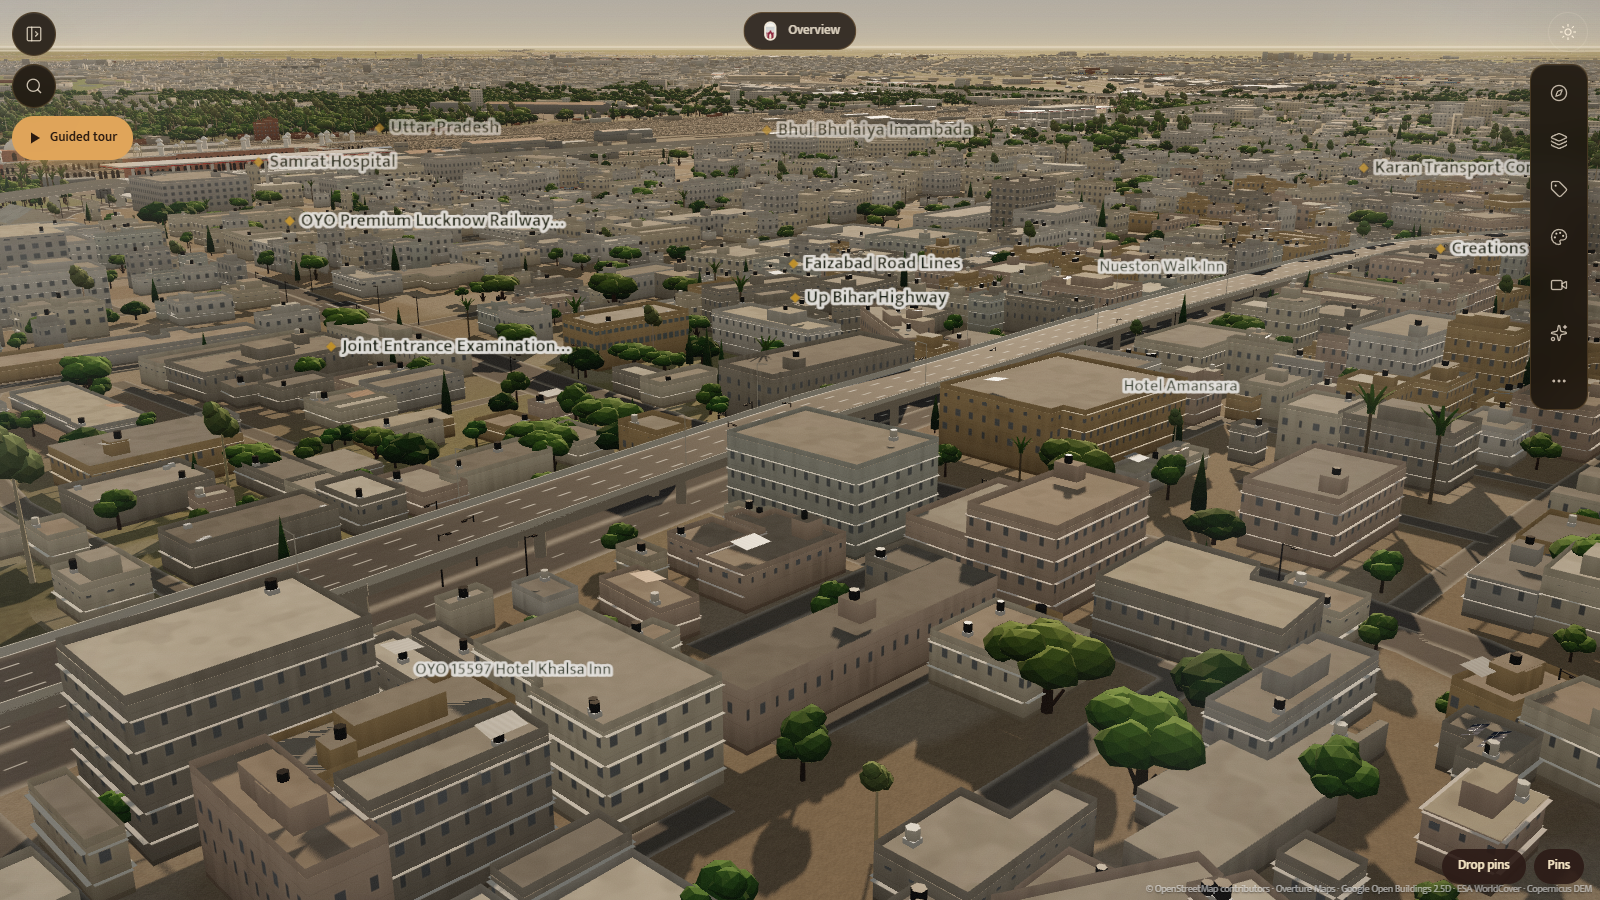 Overview
Guided tour
Uttar Pradesh
Bhul Bhulaiya Imambada
Samrat Hospital
Karan Transport Cor
OYO Premium Lucknow Railway...
Creations
Faizabad Road Lines
Nueston Walk Inn
Up Bihar Highway
Joint Entrance Examination...
Hotel Amansara
OYO 15597 Hotel Khalsa Inn
Drop pins
Pins
© OpenStreetMap contributors · Overture Maps · Google Open Buildings 2.5D · ESA WorldCover · Copernicus DEM